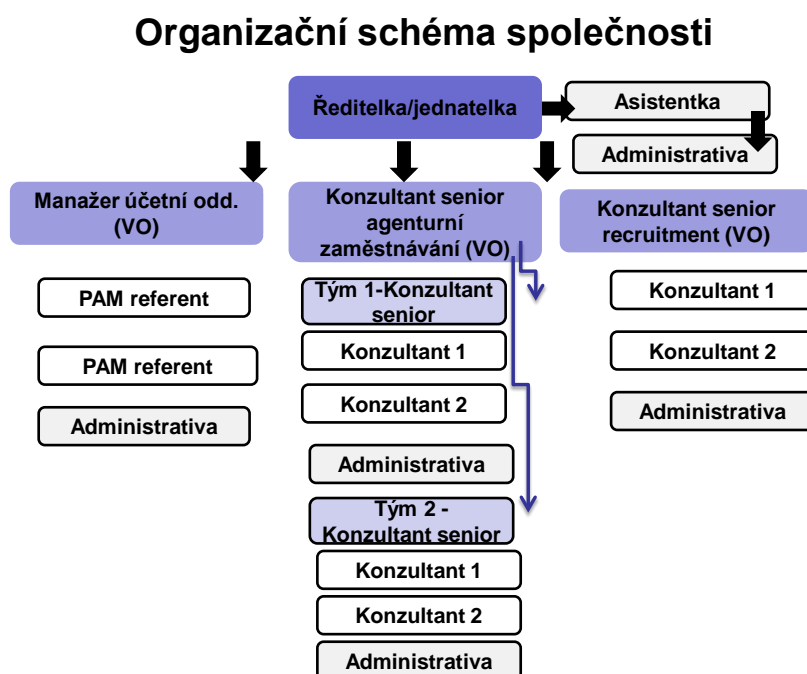 Organizační schéma společnosti
Ředitelka/jednatelka
Asistentka
Administrativa
Manažer účetní odd.
(VO)
PAM referent
PAM referent
Administrativa
Konzultant senior
agenturní
zaměstnávání (VO)
Tým 1-Konzultant
senior
Konzultant 1
Konzultant 2
Administrativa
Tým 2 -
Konzultant senior
Konzultant 1
Konzultant 2
Administrativa
Konzultant senior
recruitment (VO)
Konzultant 1
Konzultant 2
Administrativa